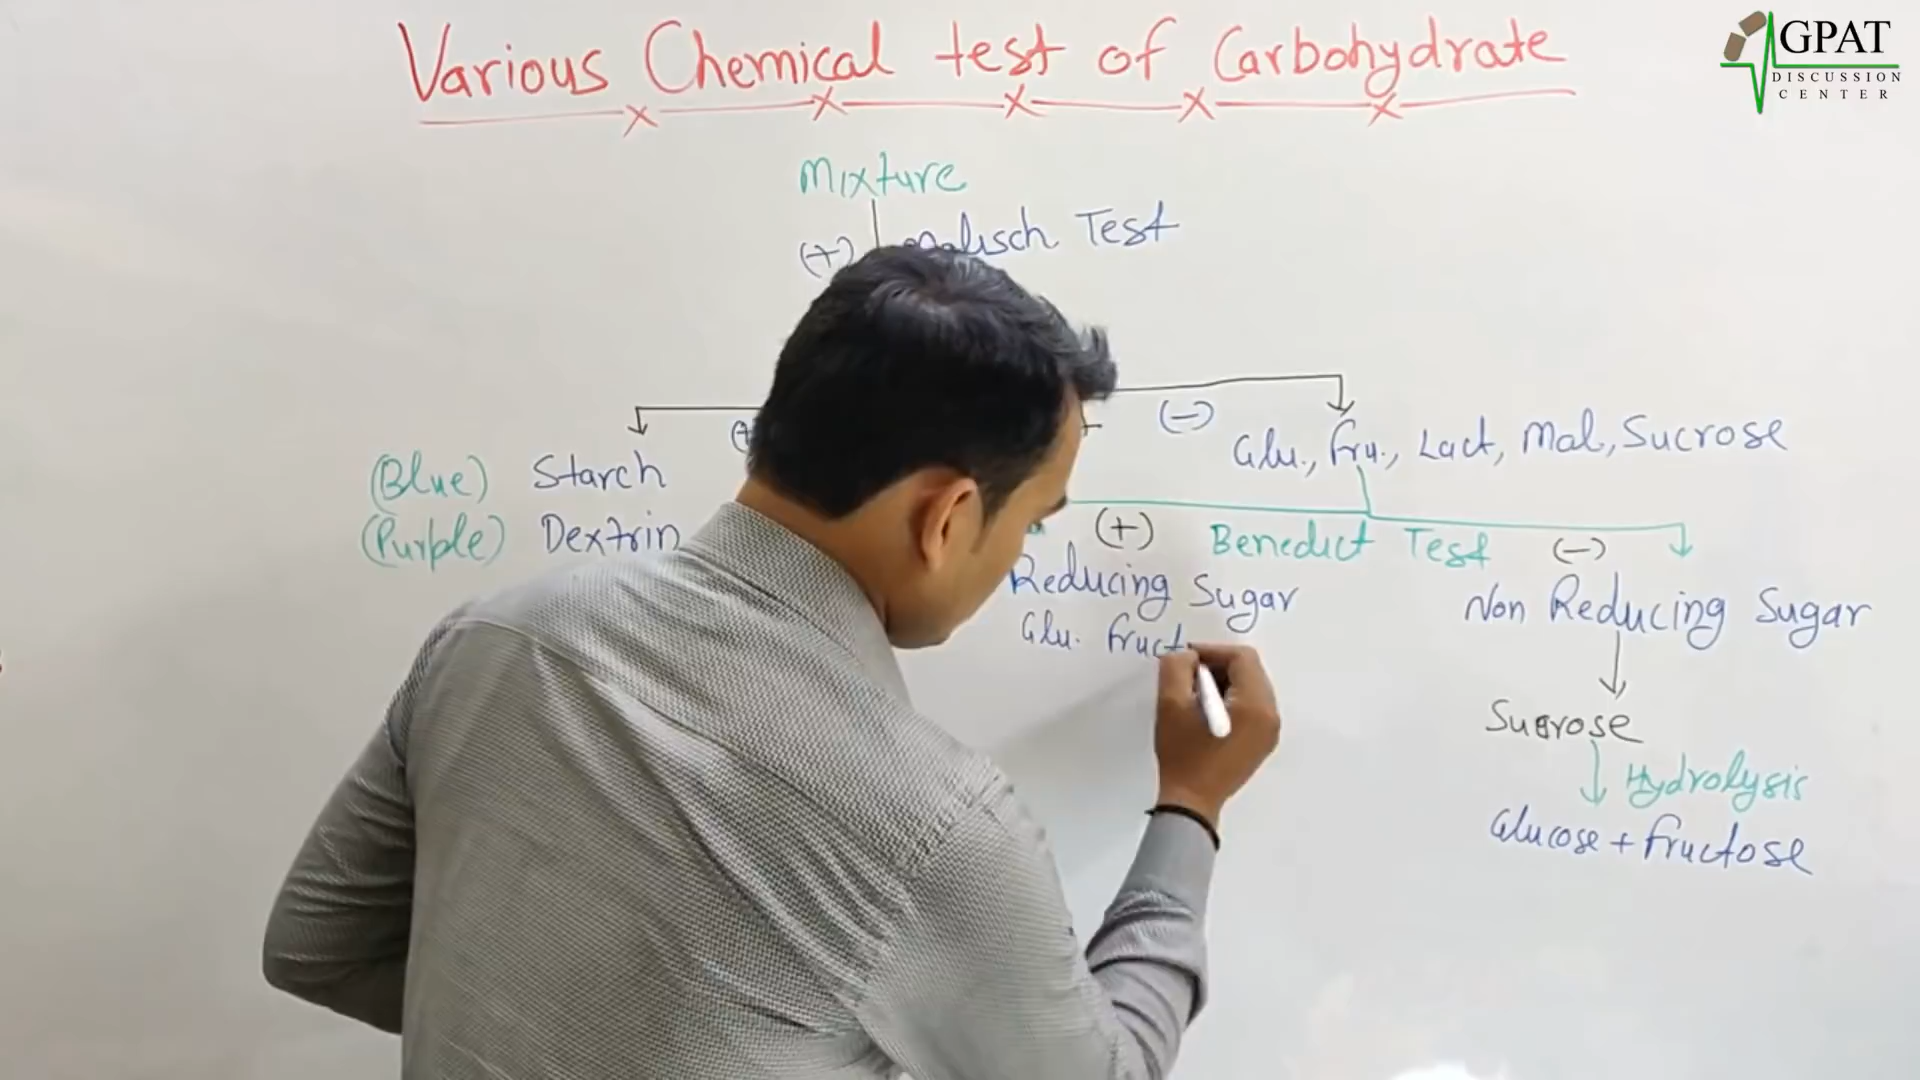 Various Chemical test of Carbohydrate
GPAT
DISCUSSION
CENTER
Mixture
(+) Molisch Test
(-)
Glu., Fru., Lact, Mal, Sucrose
(Blue) Starch
(Purple) Dextrin
(+) Benedict Test (-)
Reducing Sugar
Glu. Fruct
Non Reducing Sugar
Sucrose
Hydrolysis
Glucose + Fructose